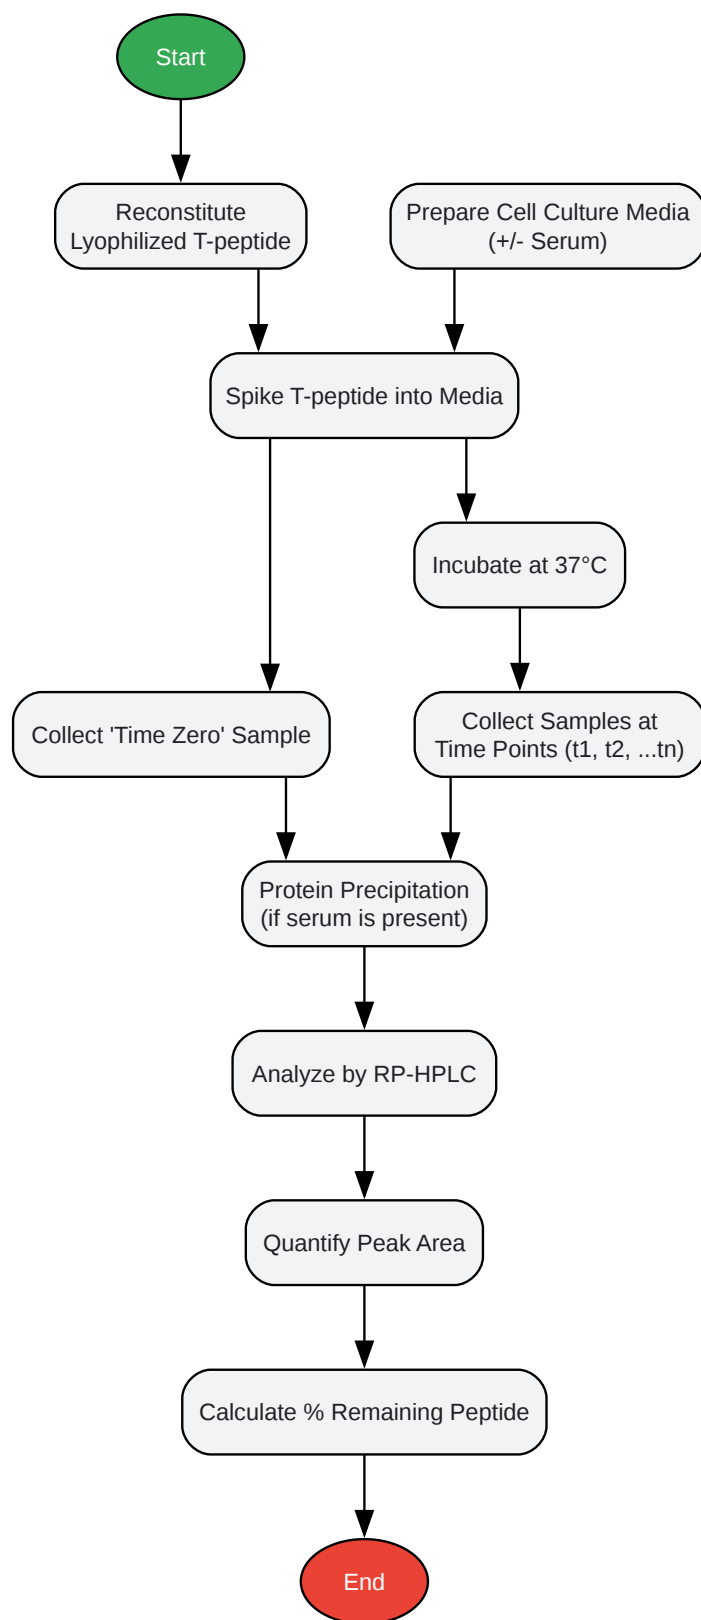 Start
Reconstitute
Lyophilized T-peptide
Prepare Cell Culture Media
(+/- Serum)
Spike T-peptide into Media
Incubate at 37°C
Collect 'Time Zero' Sample
Collect Samples at
Time Points (t1, t2, ...tn)
Protein Precipitation
(if serum is present)
Analyze by RP-HPLC
Quantify Peak Area
Calculate % Remaining Peptide
End